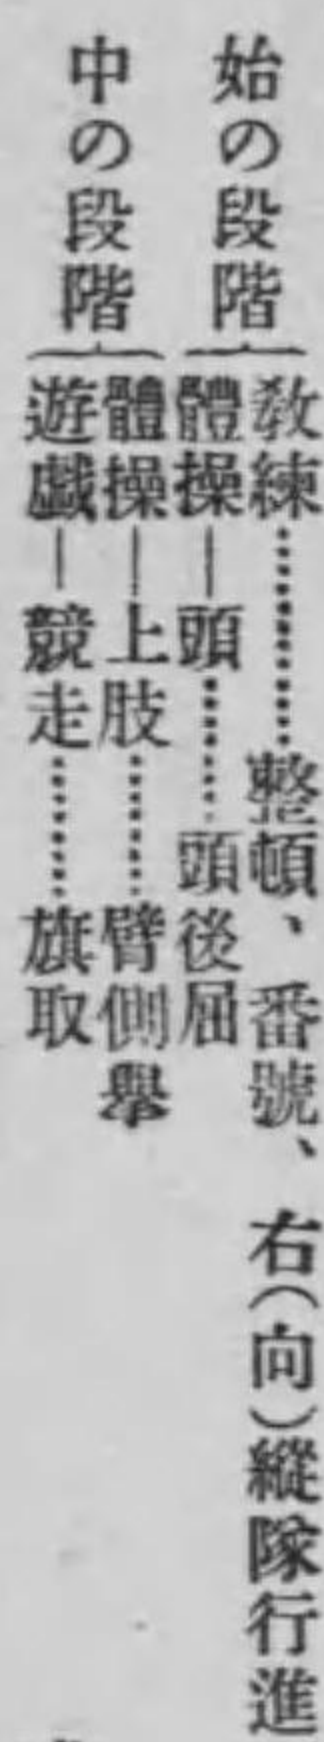 始の段階
教練………整頓、番號、右(向)縱隊行進
體操―頭………頭後屈
中の段階
體操―上肢………臂側擧
遊戲―競走………旗取